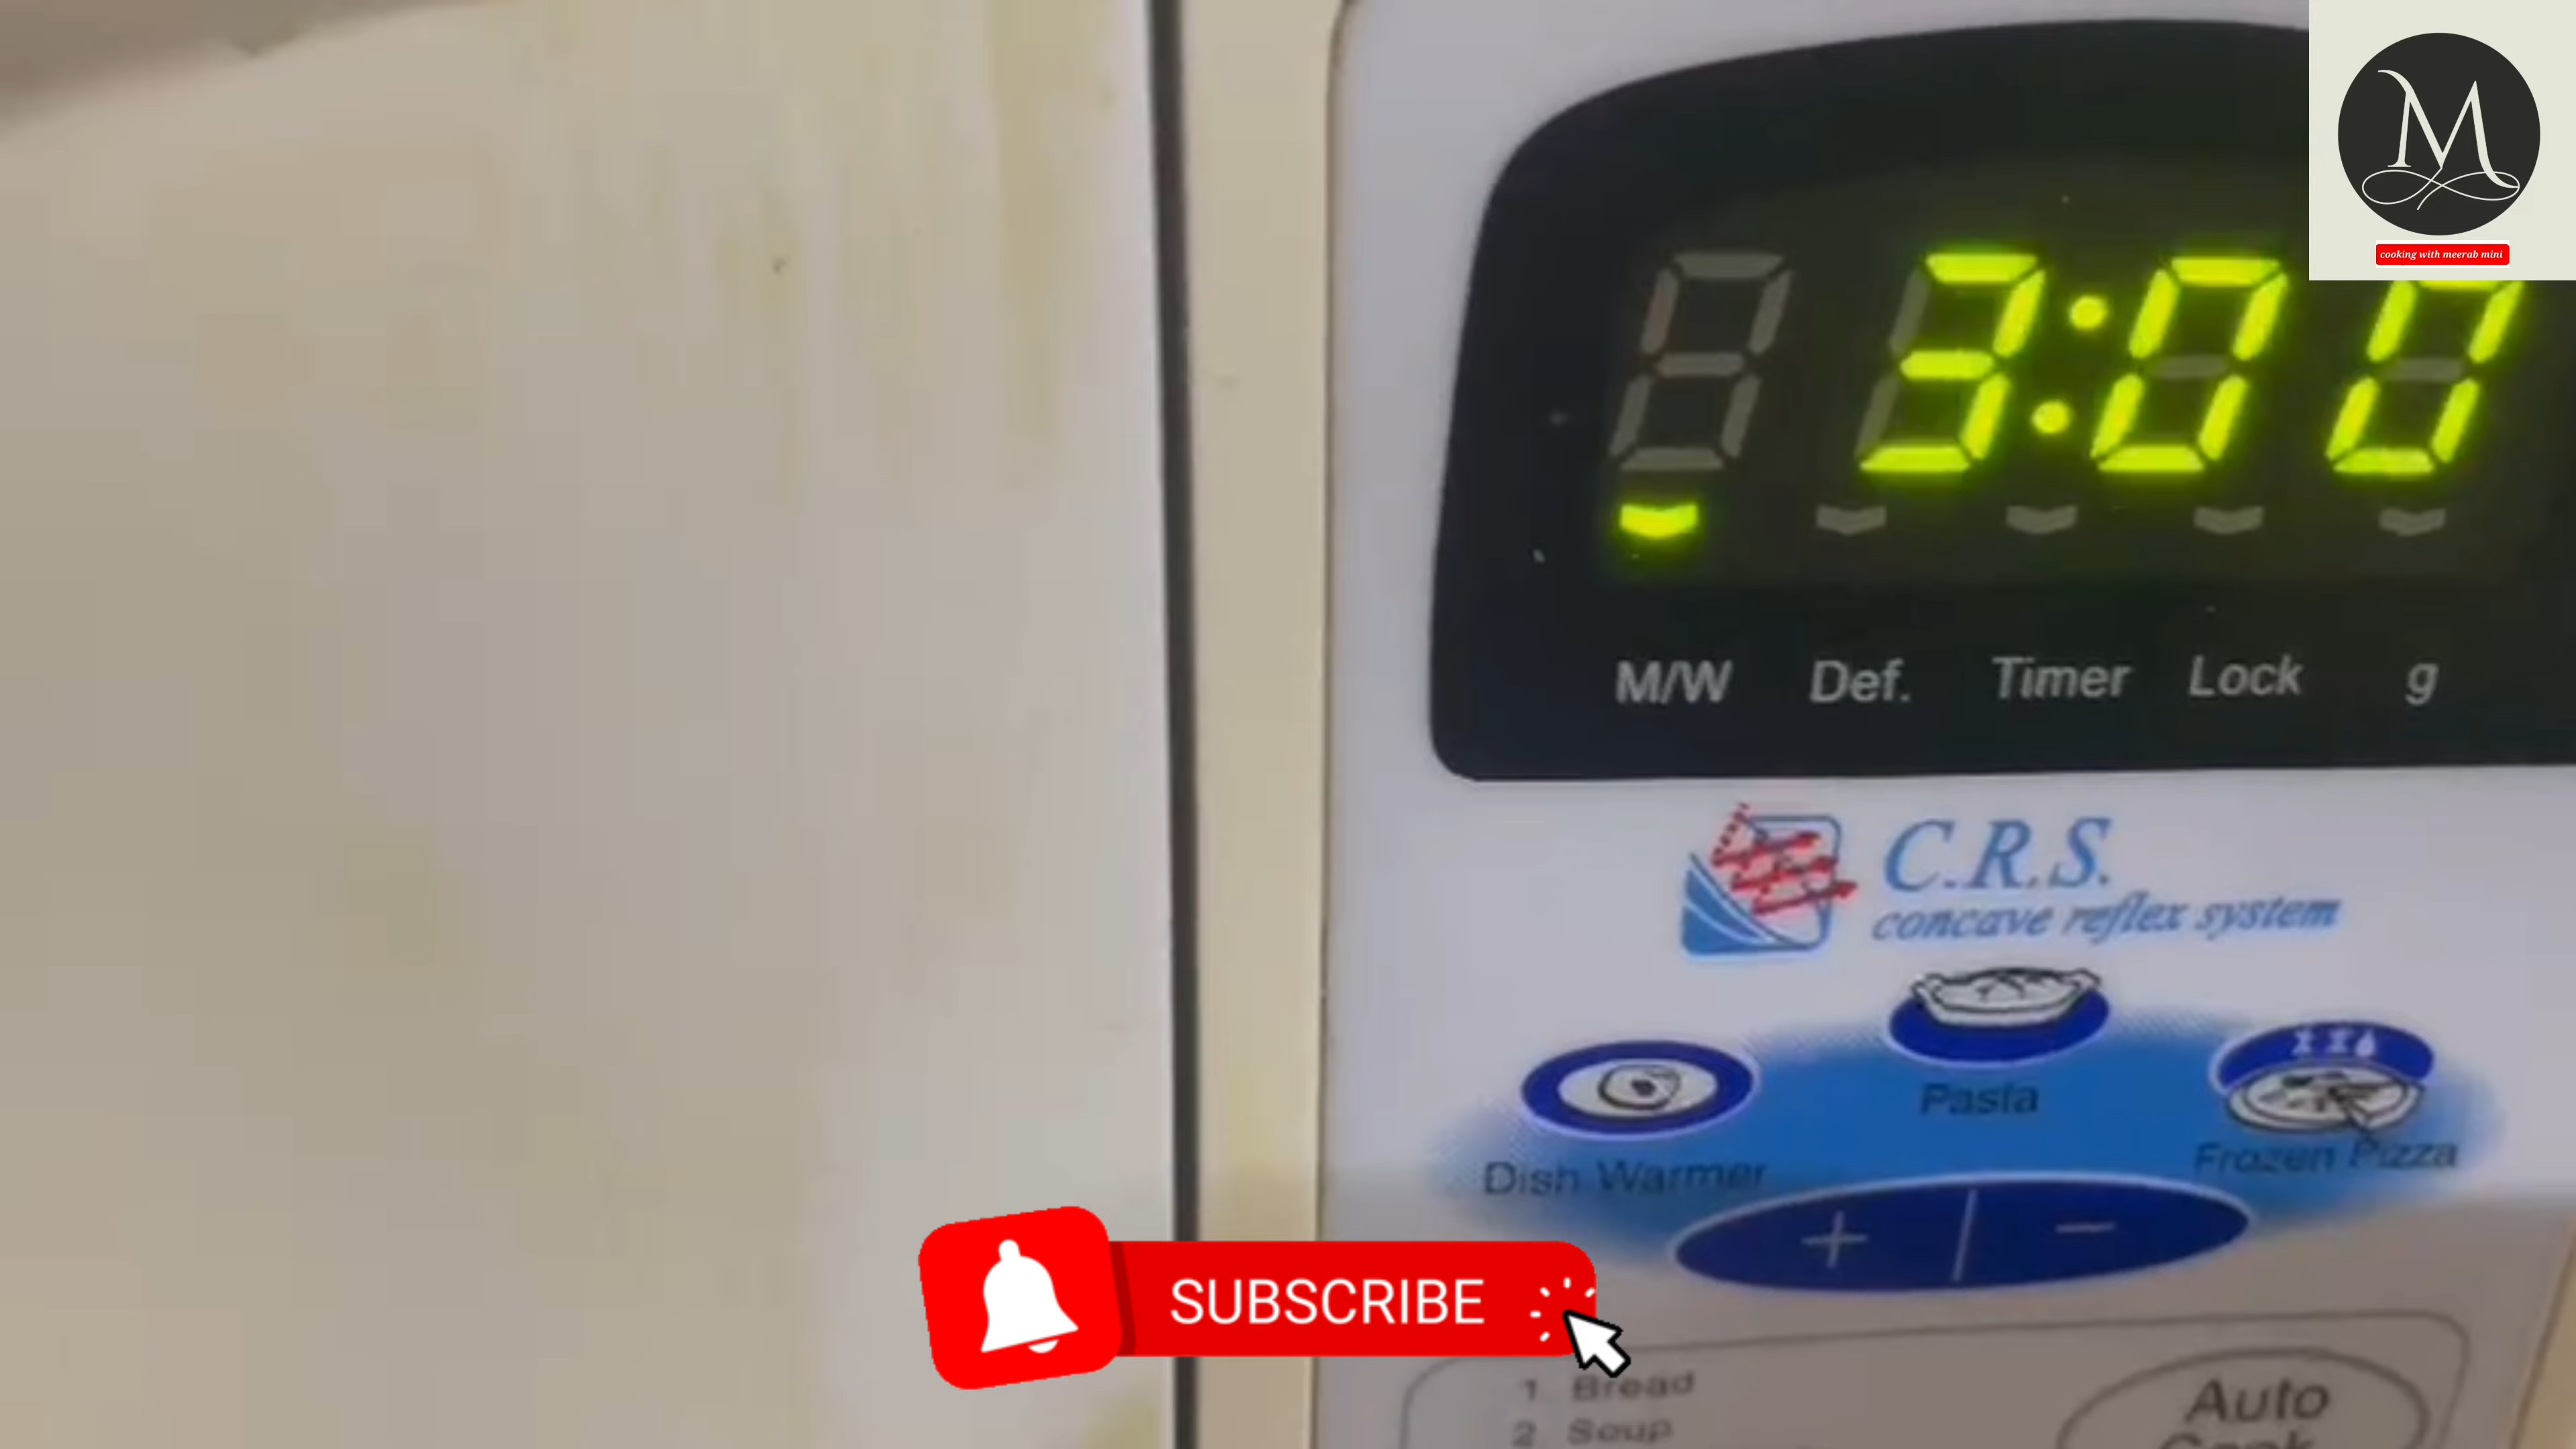 M
cooking with meerab mini
3:00
M/W Def. Timer Lock g
C.R.S.
concave reflex system
Pasta
Dish Warmer
Frozen Pizza
+ | −
SUBSCRIBE
1 Bread
2 Soup
Auto
Cook